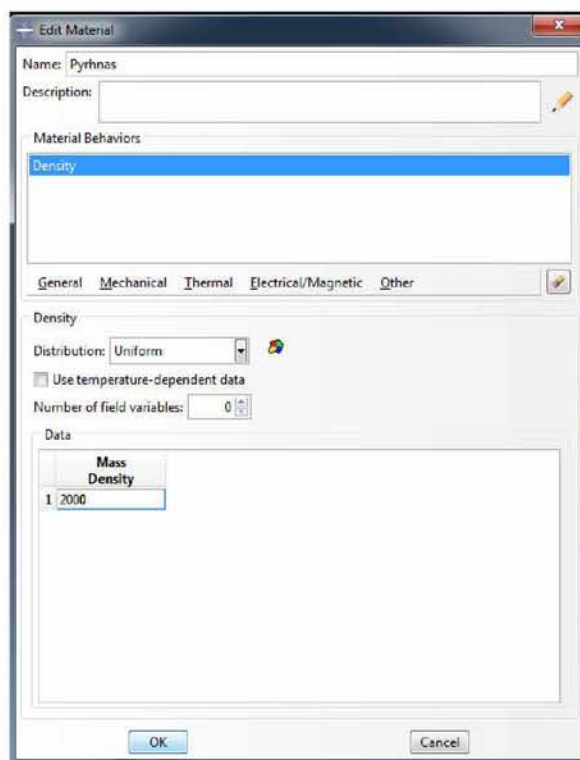 Edit Material
Name: Pyrhnas
Description:
Material Behaviors
Density
General Mechanical Thermal Electrical/Magnetic Other
Density
Distribution: Uniform
Use temperature-dependent data
Number of field variables: 0
Data
Mass
Density
1 2000
OK Cancel